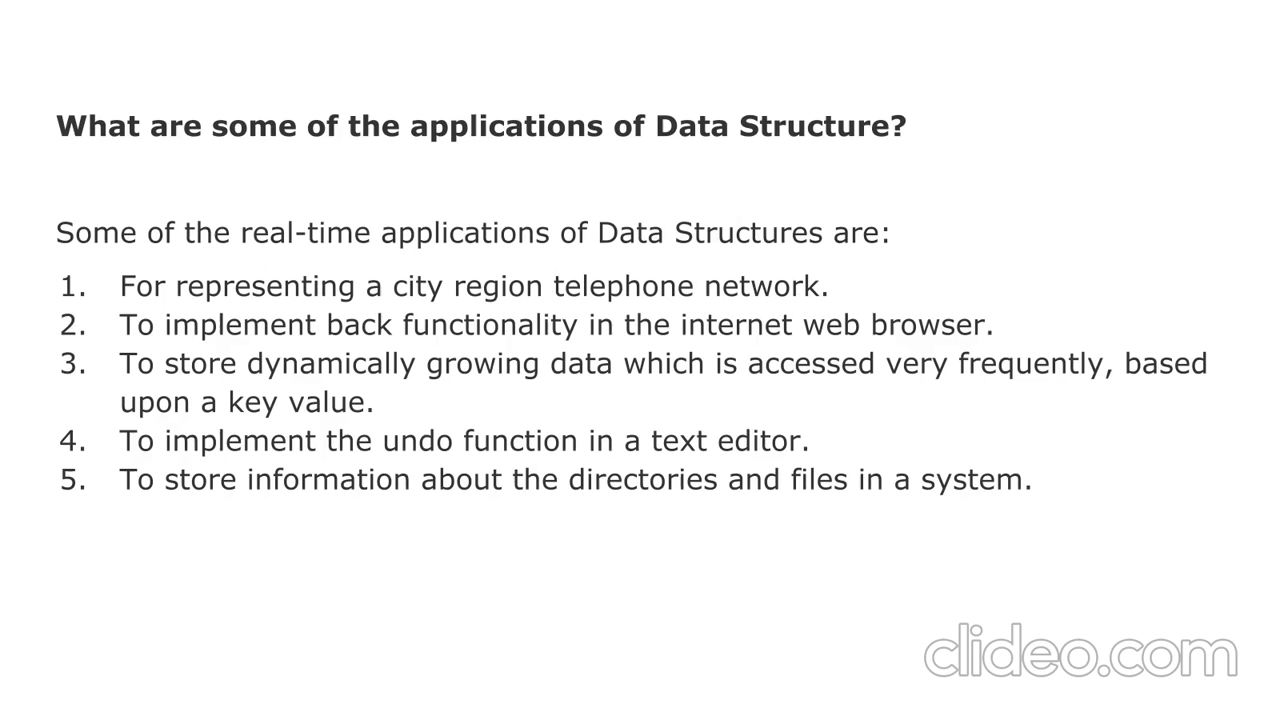 What are some of the applications of Data Structure?
Some of the real-time applications of Data Structures are:
1. For representing a city region telephone network.
2. To implement back functionality in the internet web browser.
3. To store dynamically growing data which is accessed very frequently, based
upon a key value.
4. To implement the undo function in a text editor.
5. To store information about the directories and files in a system.
clideo.com